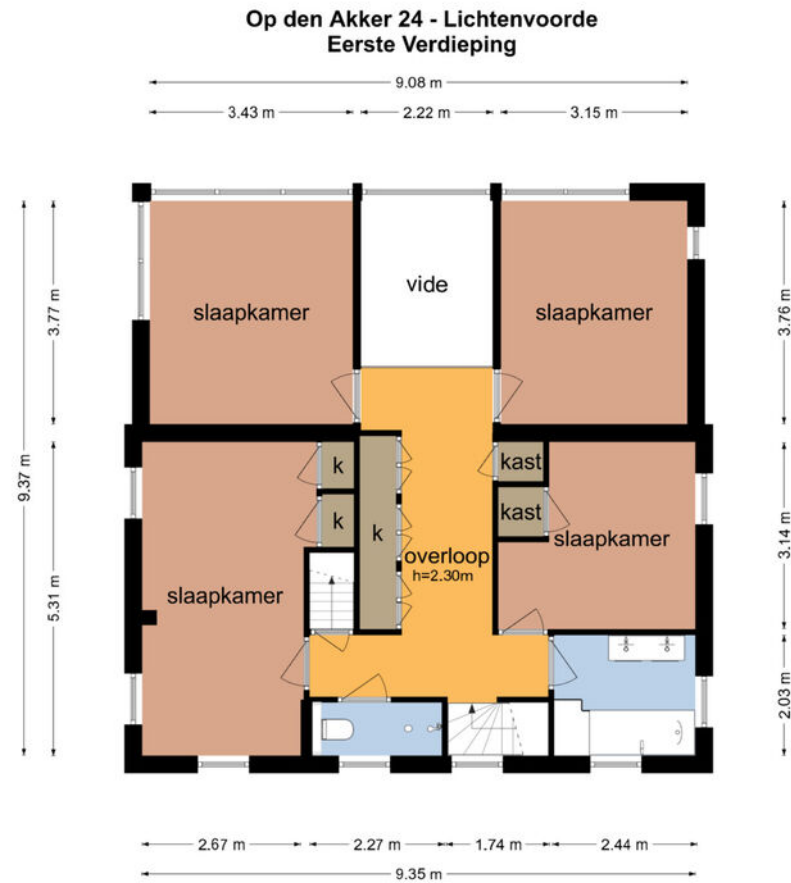 Op den Akker 24 - Lichtenvoorde
Eerste Verdieping
9.08 m
3.43 m
2.22 m
3.15 m
vide
slaapkamer
slaapkamer
3.77 m
3.76 m
9.37 m
k
kast
k
kast
k
overloop
h=2.30m
slaapkamer
slaapkamer
5.31 m
3.14 m
2.03 m
2.67 m
2.27 m
1.74 m
2.44 m
9.35 m